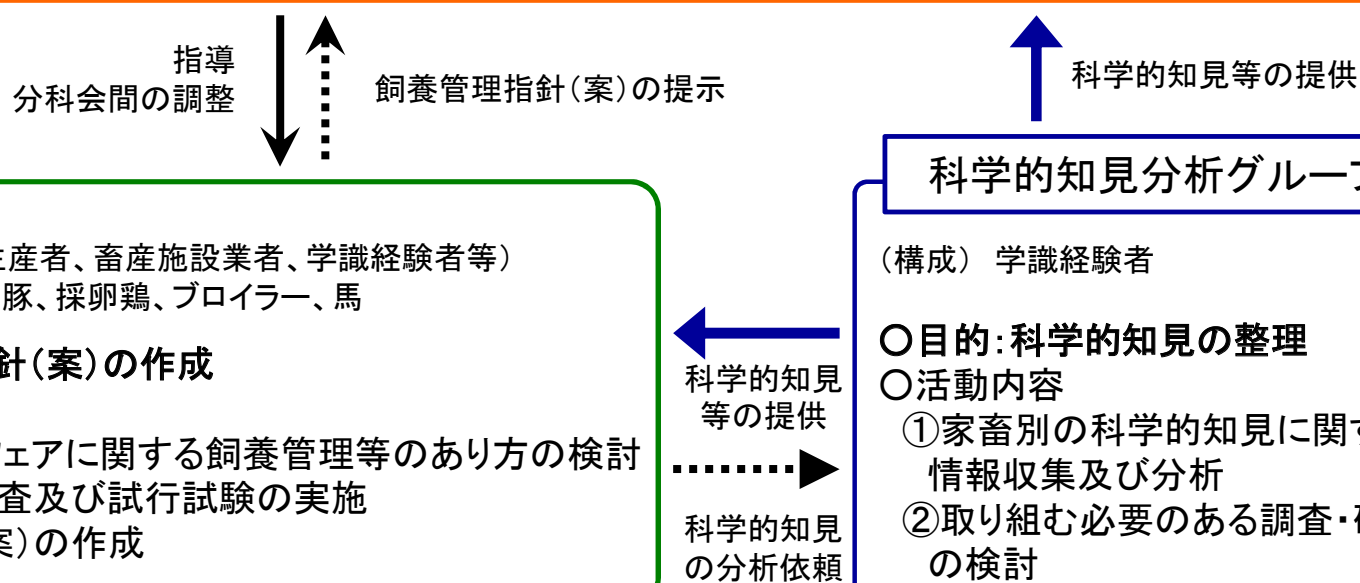 指導
分科会間の調整
飼養管理指針(案)の提示
科学的知見等の提供
科学的知見分析グルー
産者、畜産施設業者、学識経験者等)
豚、採卵鶏、ブロイラー、馬
針(案)の作成
ェアに関する飼養管理等のあり方の検討
査及び試行試験の実施
)の作成
科学的知見
等の提供
科学的知見
の分析依頼
(構成) 学識経験者
〇目的:科学的知見の整理
〇活動内容
①家畜別の科学的知見に関
情報収集及び分析
②取り組む必要のある調査・
の検討